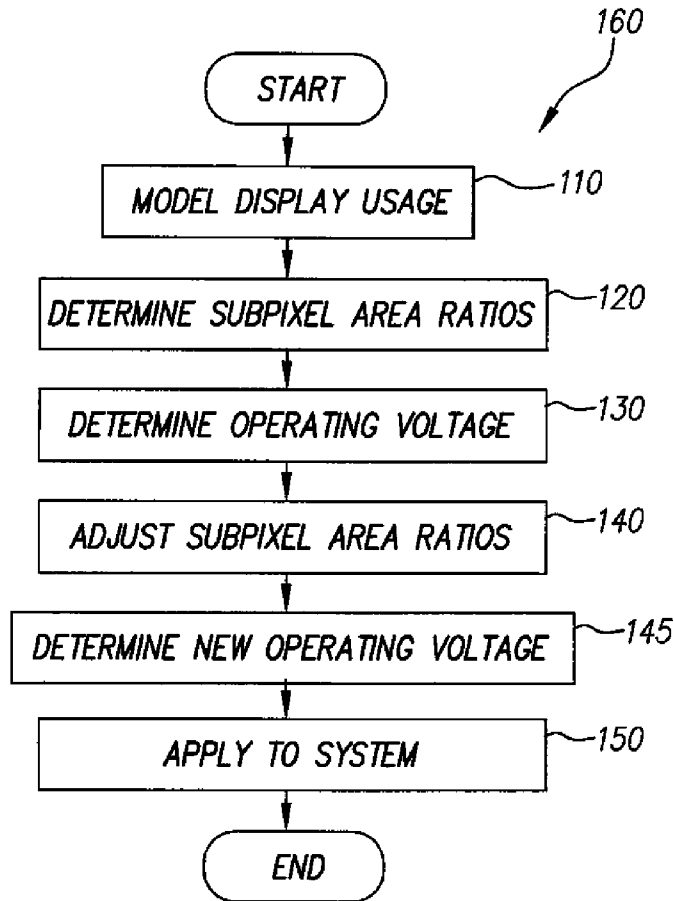 160
START
MODEL DISPLAY USAGE
110
DETERMINE SUBPIXEL AREA RATIOS
120
DETERMINE OPERATING VOLTAGE
130
ADJUST SUBPIXEL AREA RATIOS
140
DETERMINE NEW OPERATING VOLTAGE
145
APPLY TO SYSTEM
150
END